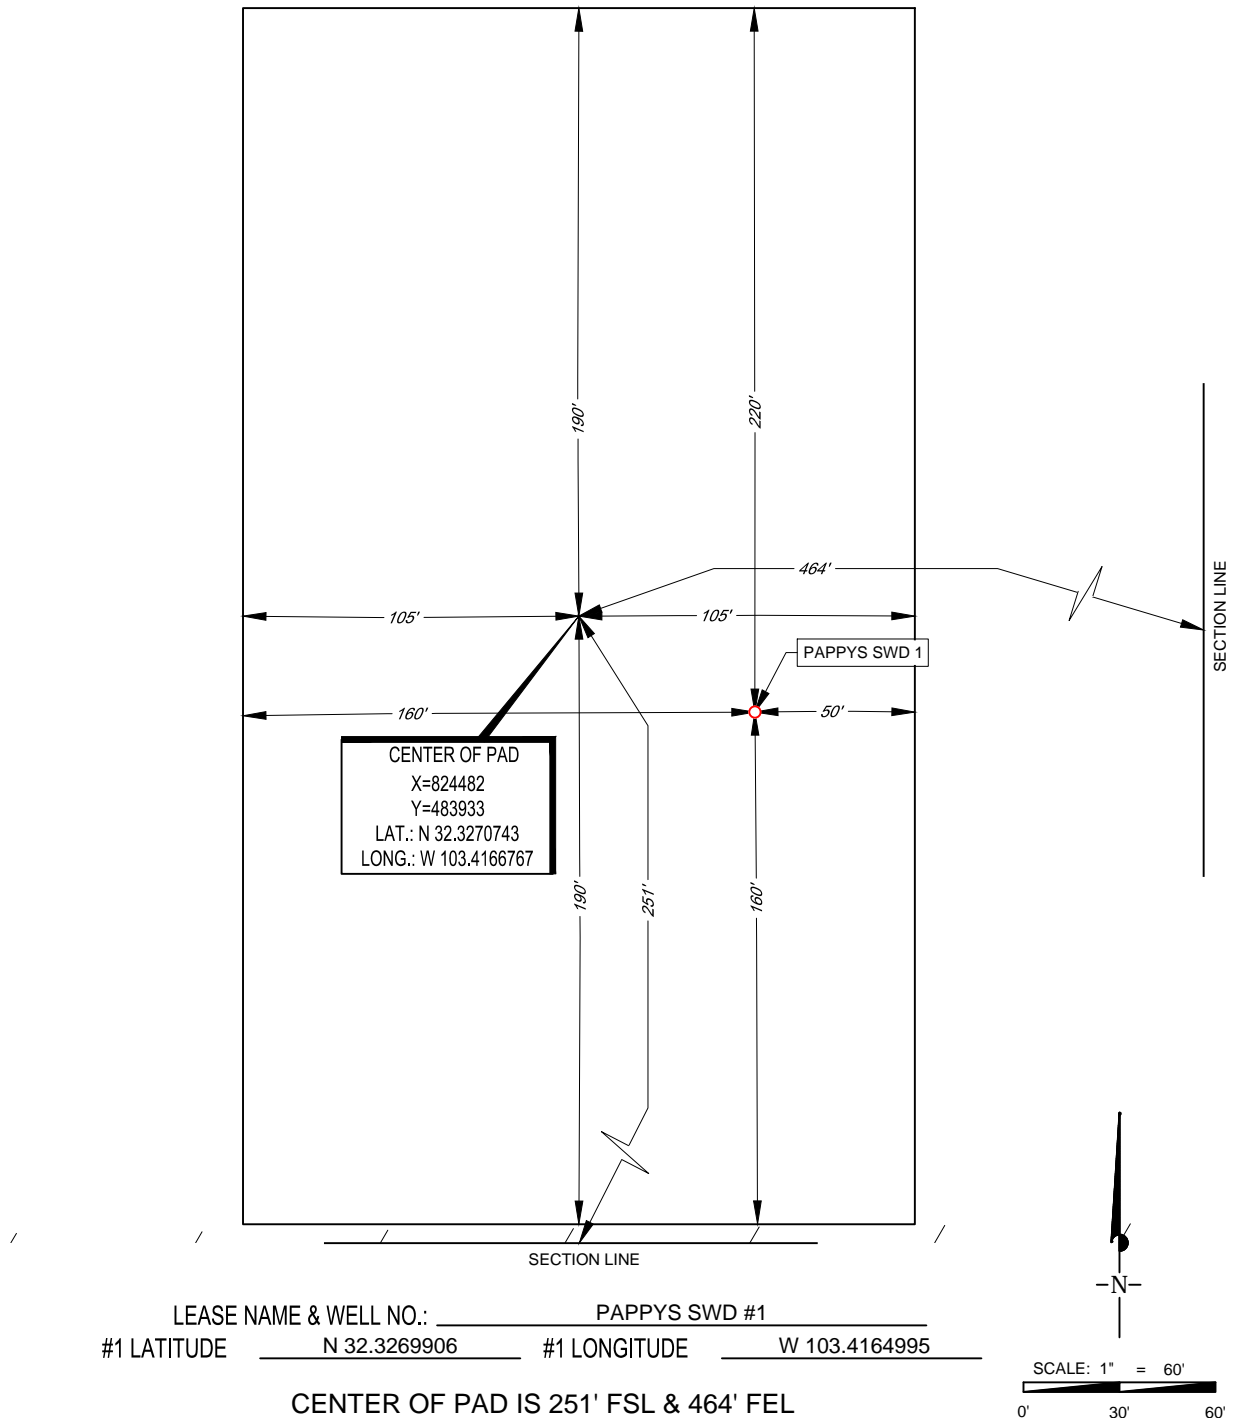 190'
220'
464'
105'
105'
SECTION LINE
PAPPYS SWD 1
160'
50'
CENTER OF PAD
X=824482
Y=483933
LAT.: N 32.3270743
LONG.: W 103.4166767
190'
251'
160'
SECTION LINE
N
LEASE NAME & WELL NO.: PAPPYS SWD #1
#1 LATITUDE N 32.3269906 #1 LONGITUDE W 103.4164995
SCALE: 1" = 60'
0' 30' 60'
CENTER OF PAD IS 251' FSL & 464' FEL